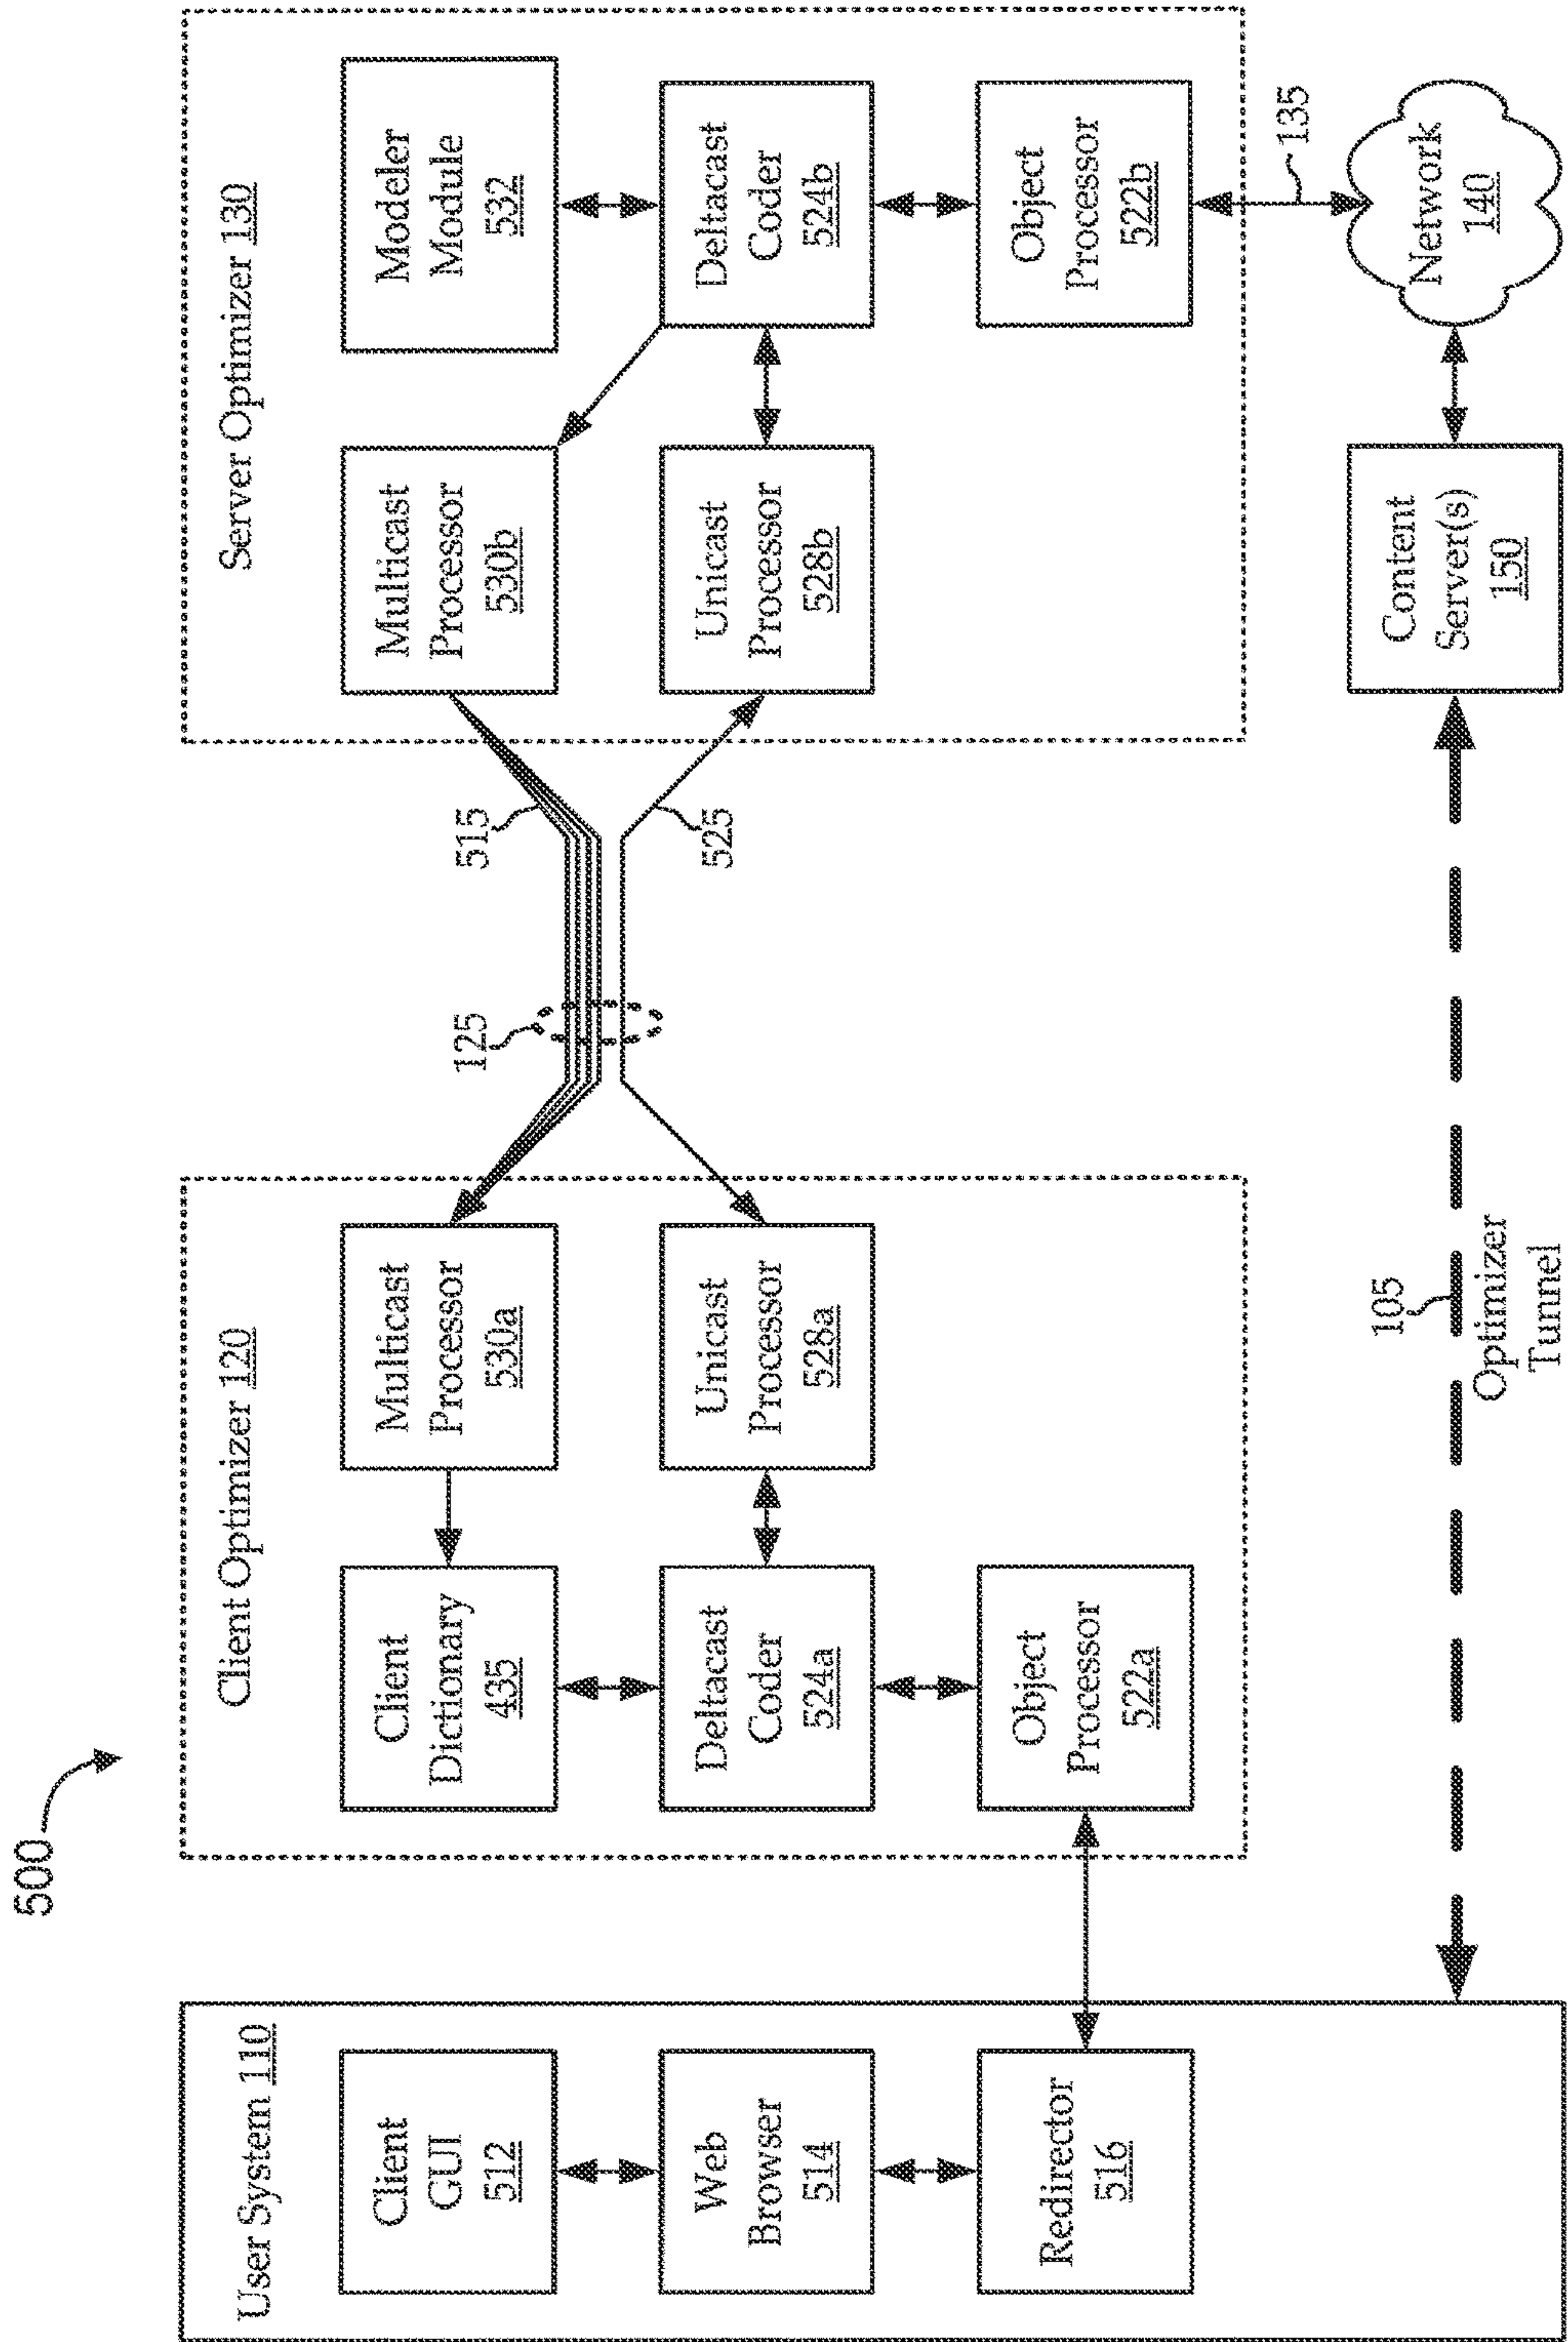 500
User System 110
Client
GUI
512
Web
Browser
514
Redirector
516
Client Optimizer 120
Client
Dictionary
435
Multicast
Processor
530a
Deltacast
Coder
524a
Unicast
Processor
528a
Object
Processor
522a
125
515
525
Server Optimizer 130
Multicast
Processor
530b
Modeler
Module
532
Unicast
Processor
528b
Deltacast
Coder
524b
Object
Processor
522b
135
105
Optimizer
Tunnel
Content
Server(s)
150
Network
140